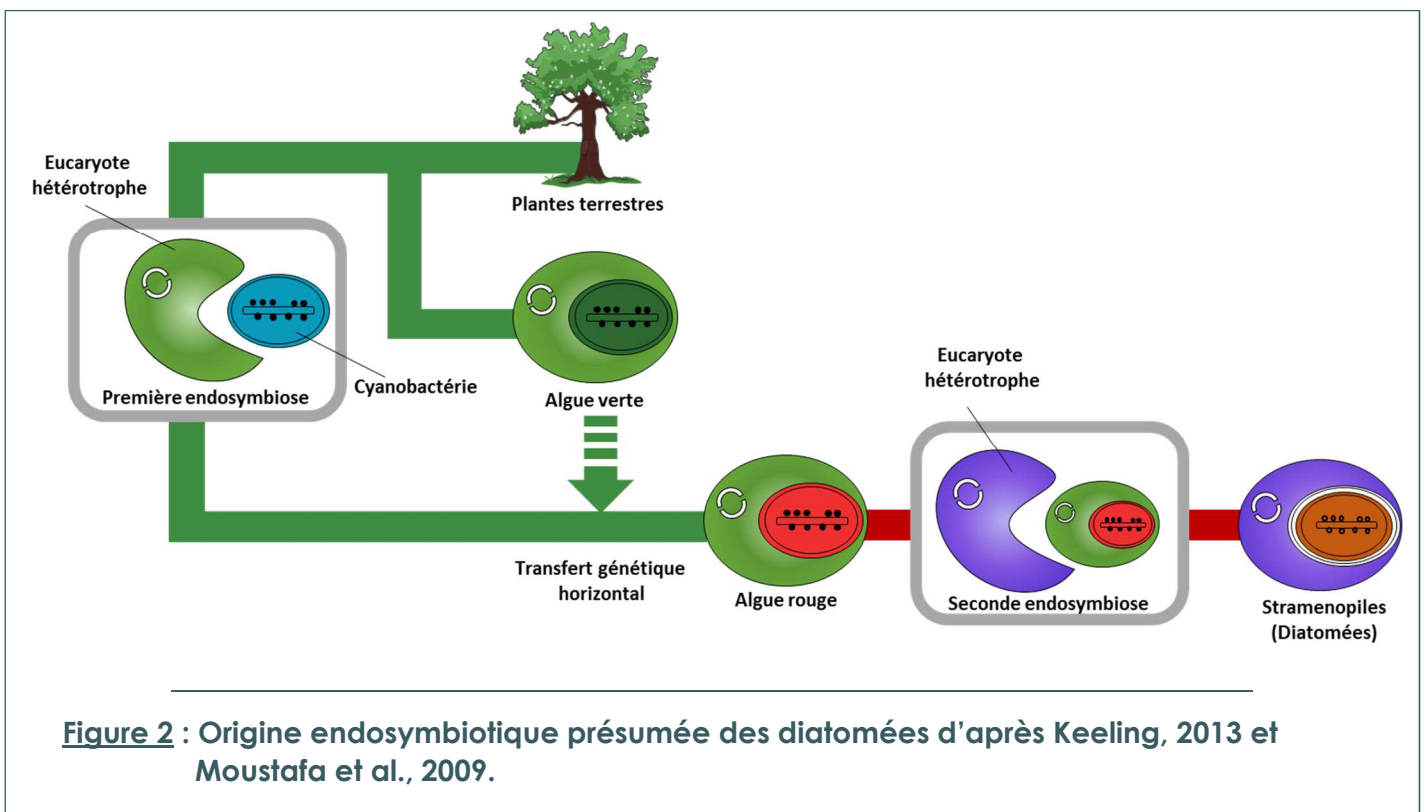 Eucaryote
hétérotrophe
Plantes terrestres
Première endosymbiose
Cyanobactérie
Algue verte
Eucaryote
hétérotrophe
Transfert génétique
horizontal
Algue rouge
Seconde endosymbiose
Stramenopiles
(Diatomées)
Figure 2 : Origine endosymbiotique présumée des diatomées d’après Keeling, 2013 et
Moustafa et al., 2009.